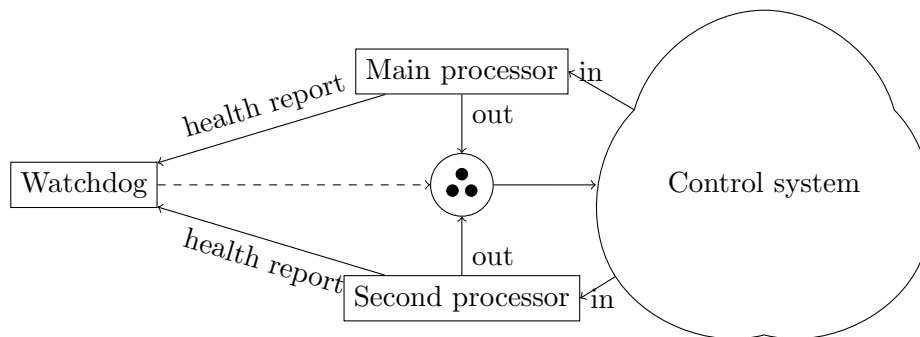 Main processor
in
health report
out
Watchdog
Control system
health report
out
Second processor
in